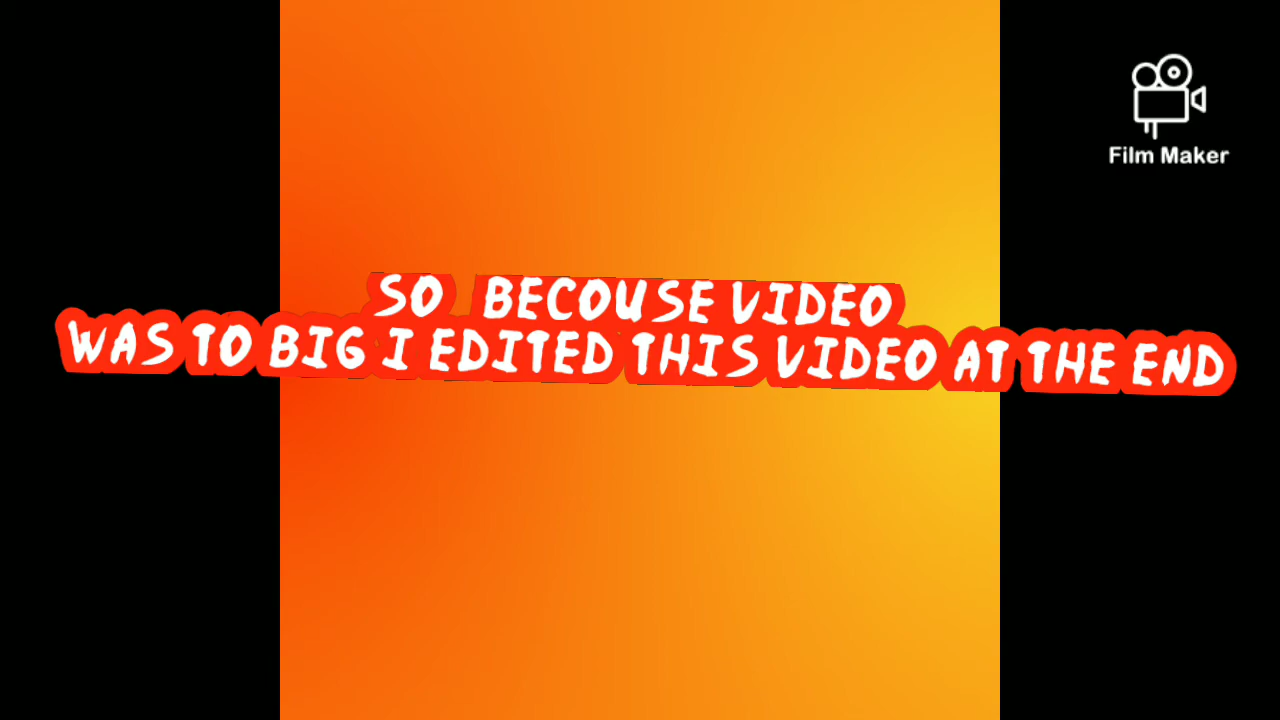 Film Maker
SO BECOUSE VIDEO
WAS TO BIG I EDITED THIS VIDEO AT THE END